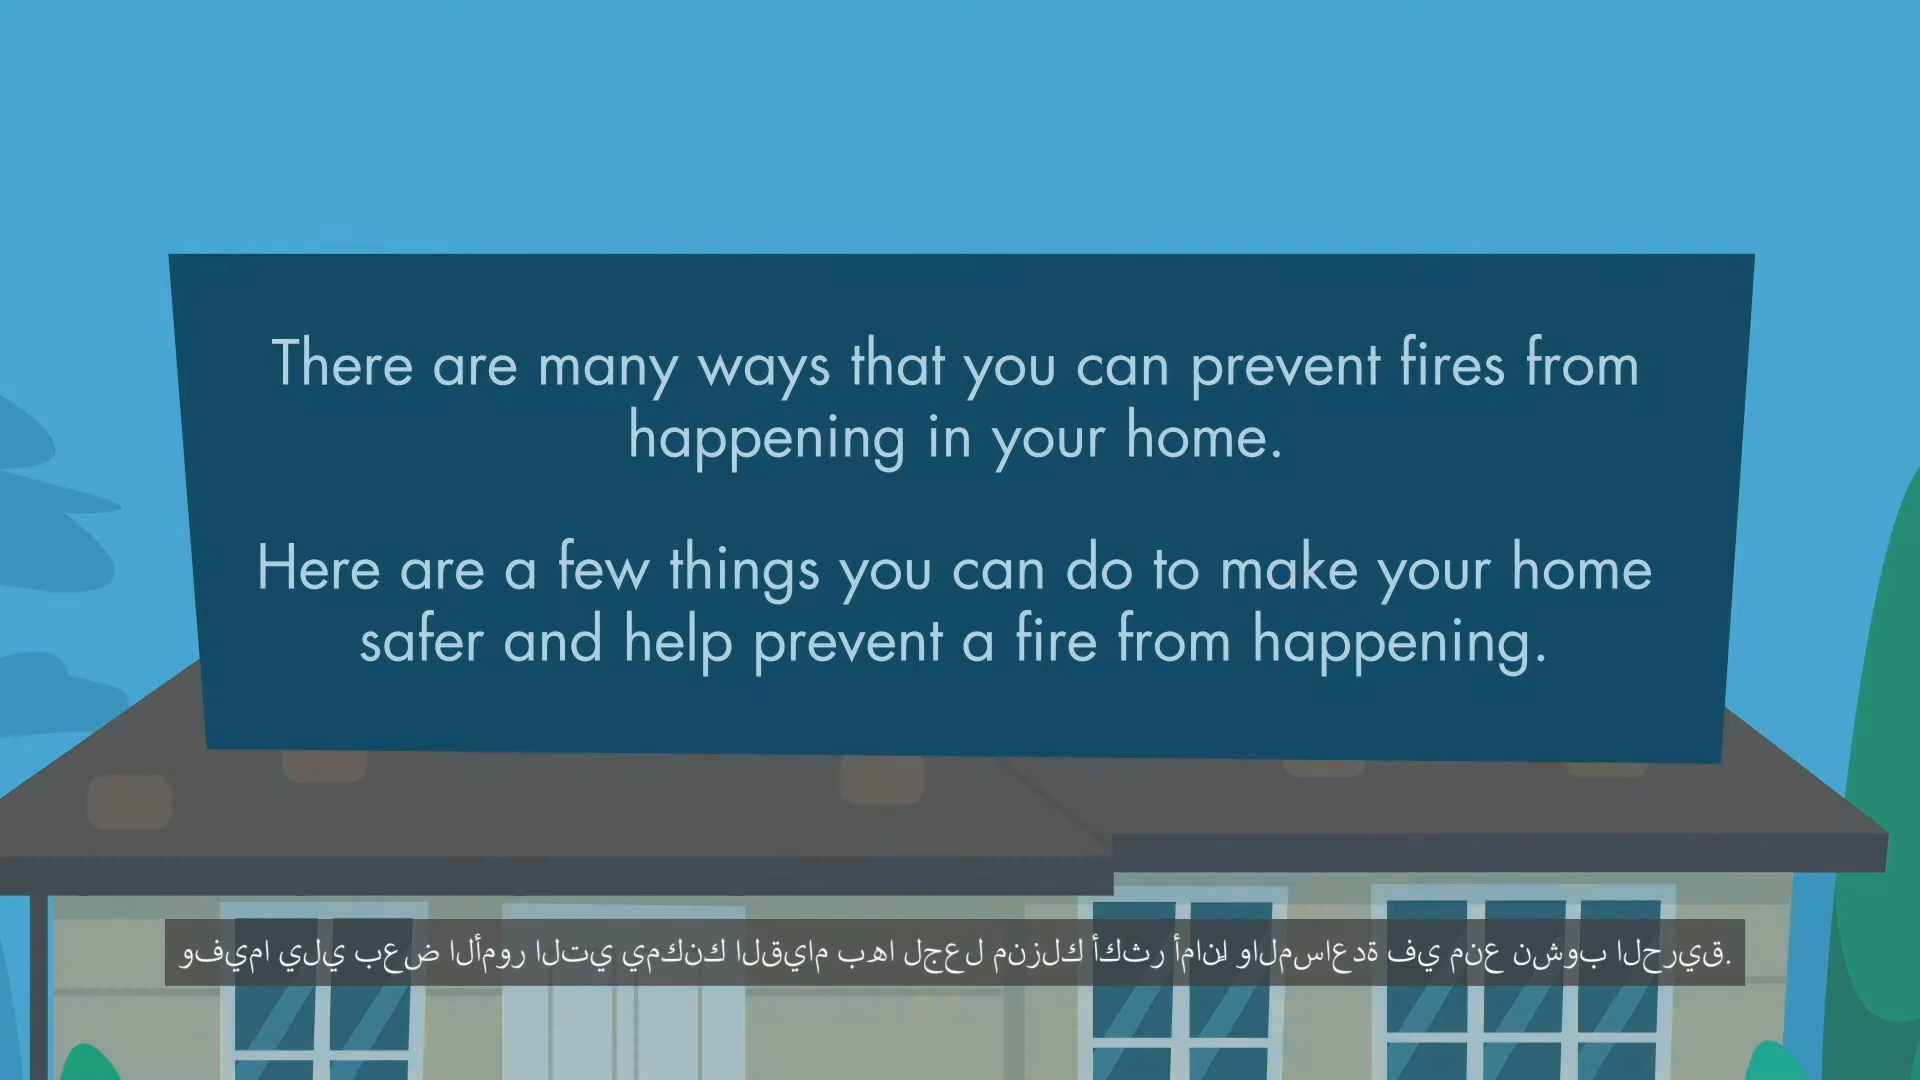 There are many ways that you can prevent fires from
happening in your home.
Here are a few things you can do to make your home
safer and help prevent a fire from happening.
وفيما يلي بعض الأمور التي يمكنك القيام بها لجعل منزلك أكثر أمانا والمساعدة في منع نشوب الحريق.